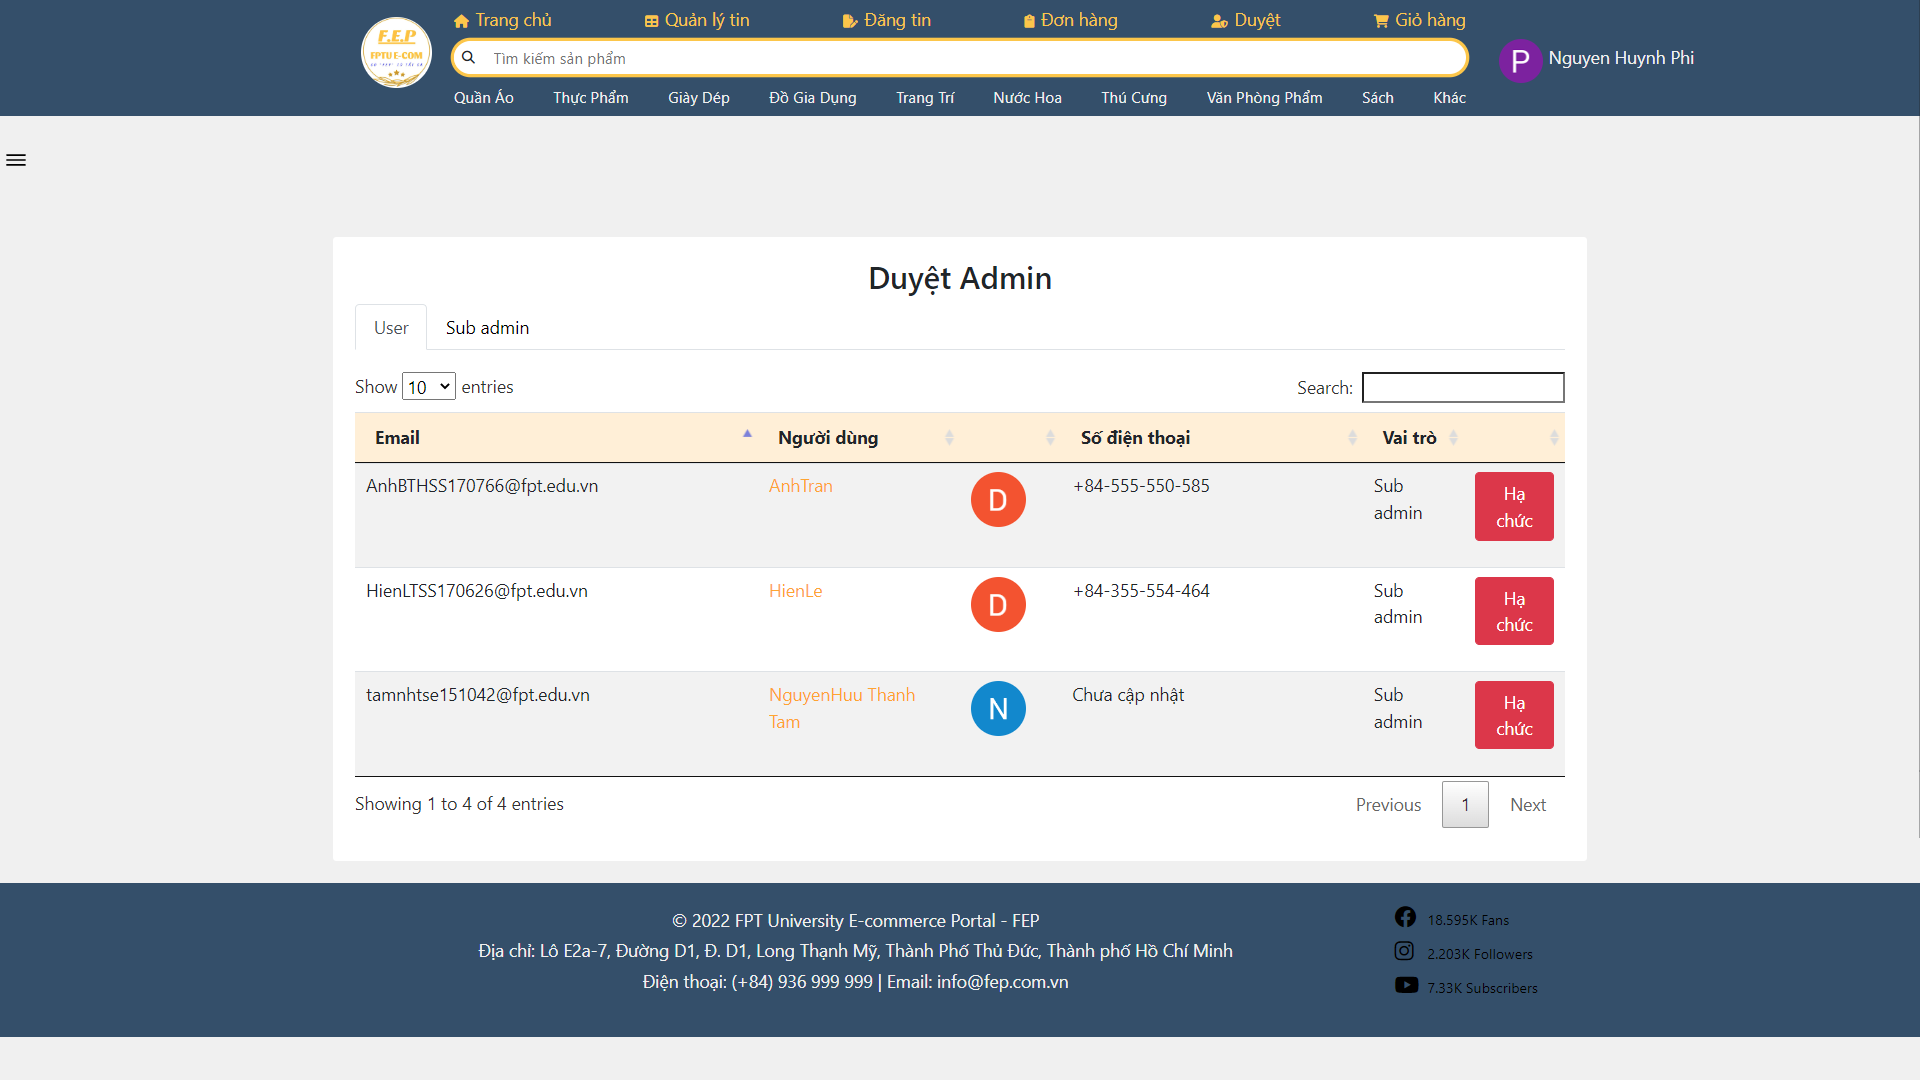 Trang chủ Quản lý tin Đăng tin Đơn hàng Duyệt Giỏ hàng
F.E.P
FPTU E-COM
Tìm kiếm sản phẩm
P Nguyen Huynh Phi
Quần Áo Thực Phẩm Giày Dép Đồ Gia Dụng Trang Trí Nước Hoa Thú Cưng Văn Phòng Phẩm Sách Khác
Duyệt Admin
User Sub admin
Show 10 entries Search:
Email Người dùng Số điện thoại Vai trò
AnhBTHSS170766@fpt.edu.vn AnhTran D +84-555-550-585 Sub admin Hạ chức
HienLTSS170626@fpt.edu.vn HienLe D +84-355-554-464 Sub admin Hạ chức
tamnhtse151042@fpt.edu.vn NguyenHuu Thanh Tam N Chưa cập nhật Sub admin Hạ chức
Showing 1 to 4 of 4 entries Previous 1 Next
© 2022 FPT University E-commerce Portal - FEP
Địa chỉ: Lô E2a-7, Đường D1, Đ. D1, Long Thạnh Mỹ, Thành Phố Thủ Đức, Thành phố Hồ Chí Minh
Điện thoại: (+84) 936 999 999 | Email: info@fep.com.vn
18.595K Fans
2.203K Followers
7.33K Subscribers